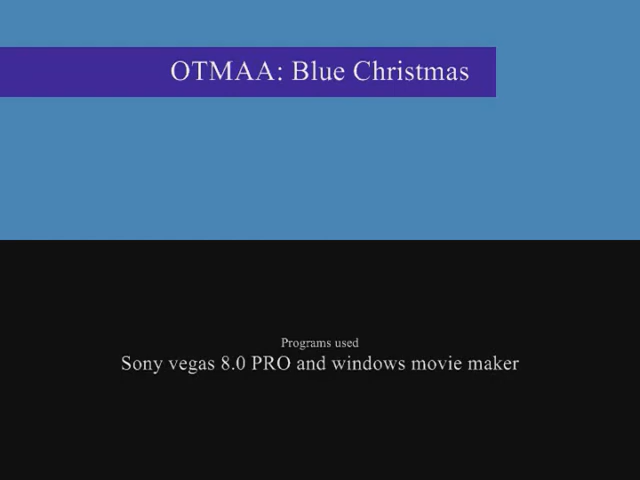 OTMAA: Blue Christmas
Programs used
Sony vegas 8.0 PRO and windows movie maker